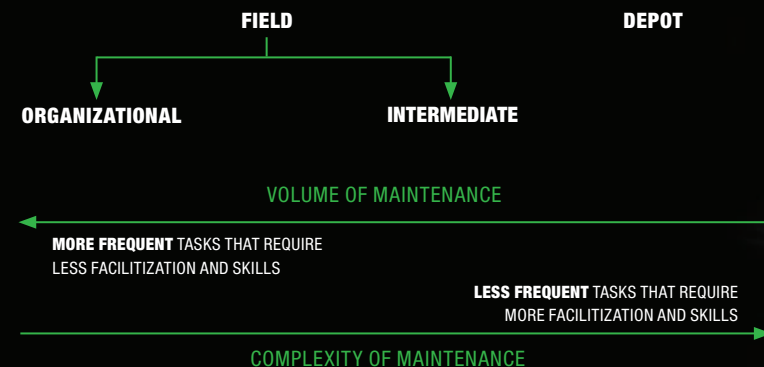 FIELD
DEPOT
ORGANIZATIONAL
INTERMEDIATE
VOLUME OF MAINTENANCE
MORE FREQUENT TASKS THAT REQUIRE
LESS FACILITIZATION AND SKILLS
LESS FREQUENT TASKS THAT REQUIRE
MORE FACILITIZATION AND SKILLS
COMPLEXITY OF MAINTENANCE